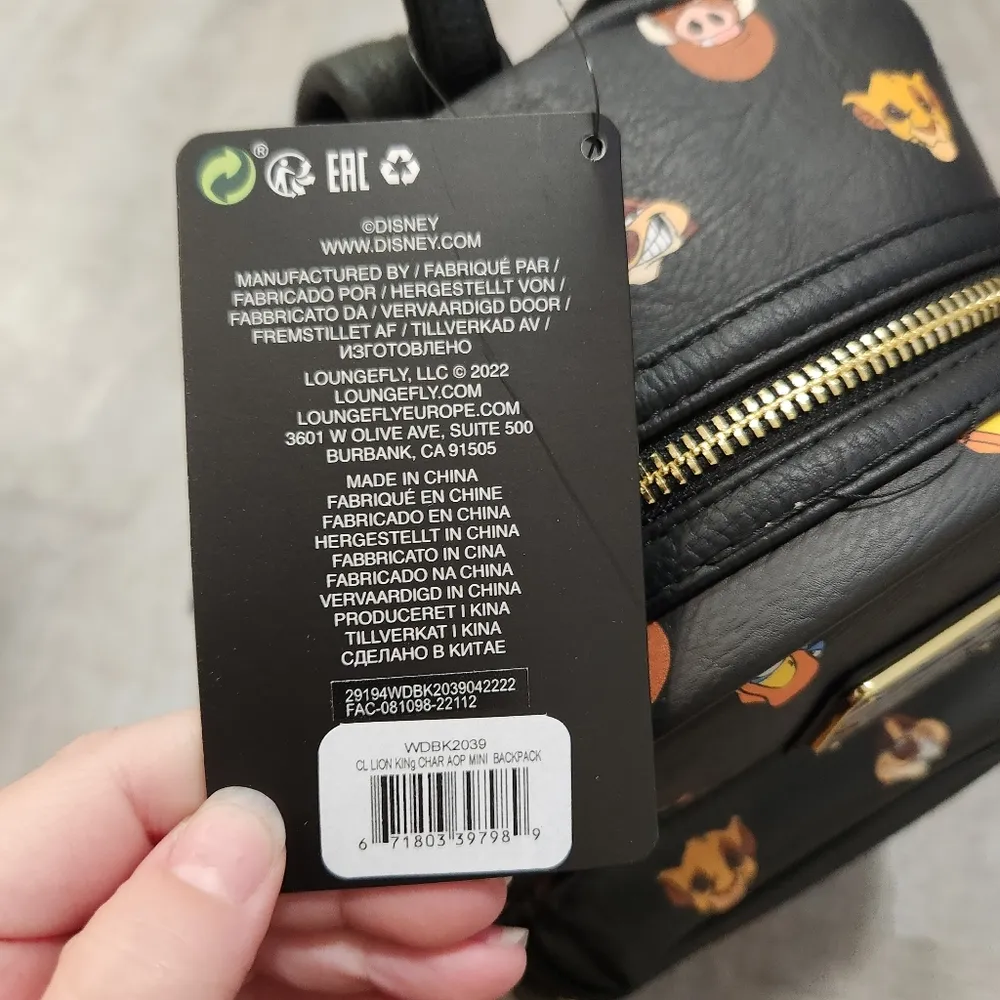 ® EAC
©DISNEY
WWW.DISNEY.COM
MANUFACTURED BY / FABRIQUÉ PAR /
FABRICADO POR / HERGESTELLT VON /
FABBRICATO DA / VERVAARDIGD DOOR /
FREMSTILLET AF / TILLVERKAD AV /
ИЗГОТОВЛЕНО
LOUNGEFLY, LLC © 2022
LOUNGEFLY.COM
LOUNGEFLYEUROPE.COM
3601 W OLIVE AVE, SUITE 500
BURBANK, CA 91505
MADE IN CHINA
FABRIQUÉ EN CHINE
FABRICADO EN CHINA
HERGESTELLT IN CHINA
FABBRICATO IN CINA
FABRICADO NA CHINA
VERVAARDIGD IN CHINA
PRODUCERET I KINA
TILLVERKAT I KINA
СДЕЛАНО В КИТАЕ
29194WDBK2039042222
FAC-081098-22112
WDBK2039
CL LION KINg CHAR AOP MINI BACKPACK
6 71803 39798 9